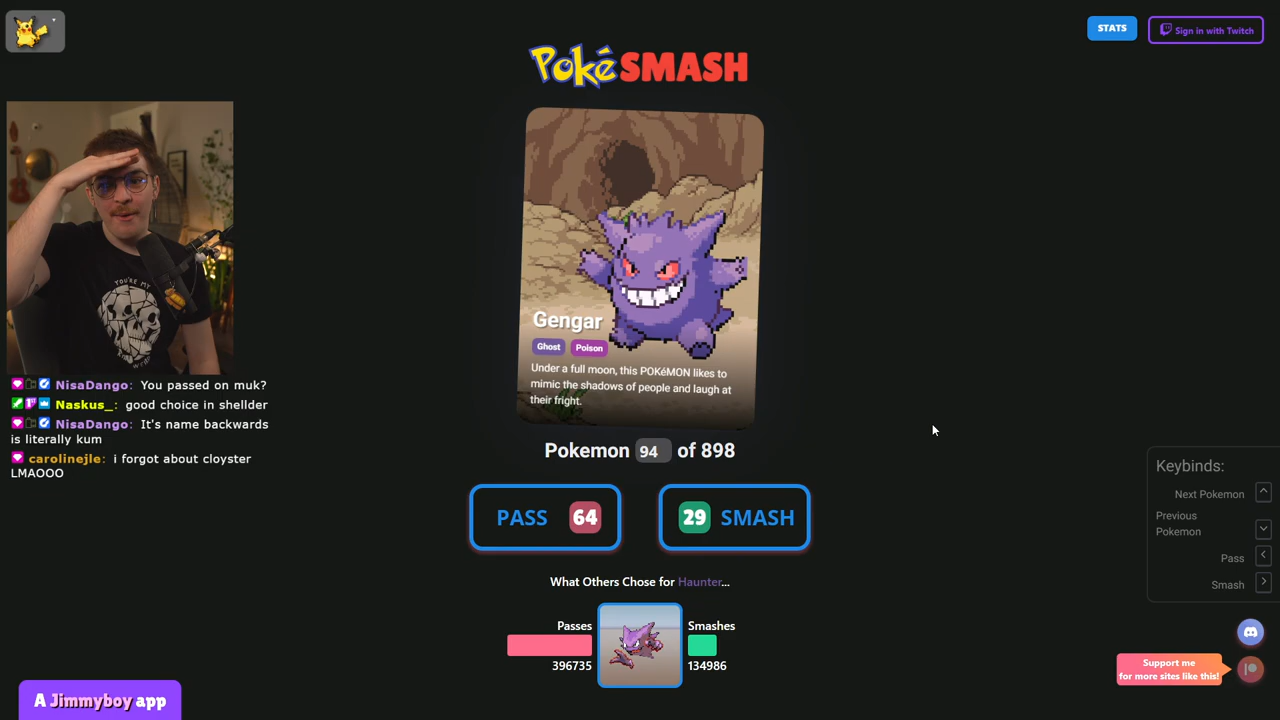 STATS
Sign in with Twitch
PokéSMASH
YOU'RE MY
Gengar
Ghost
Poison
Under a full moon, this POKéMON likes to
mimic the shadows of people and laugh at
their fright.
NisaDango: You passed on muk?
Naskus_: good choice in shellder
NisaDango: It's name backwards
is literally kum
carolinejle: i forgot about cloyster
LMAOOO
Pokemon 94 of 898
PASS 64
29 SMASH
What Others Chose for Haunter...
Passes
396735
Smashes
134986
Keybinds:
Next Pokemon
Previous
Pokemon
Pass
Smash
Support me
for more sites like this!
A Jimmyboy app